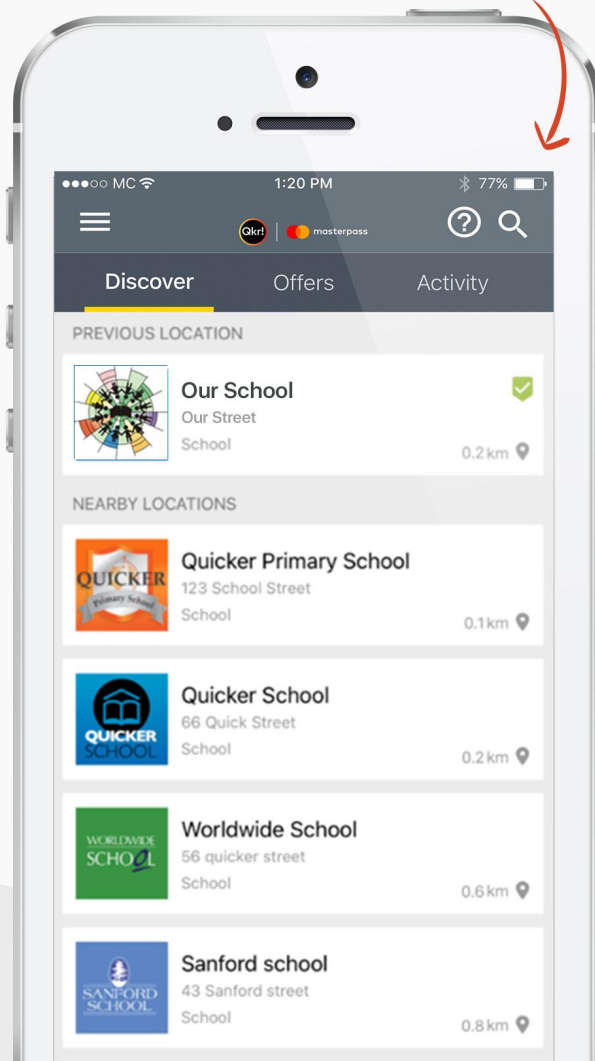 MC 1:20 PM 77%
Qkr! masterpass
Discover Offers Activity
PREVIOUS LOCATION
Our School
Our Street
School
0.2 km
NEARBY LOCATIONS
QUICKER
Primary School
Quicker Primary School
123 School Street
School
0.1 km
QUICKER
SCHOOL
Quicker School
66 Quick Street
School
0.2 km
WORLDWIDE
SCHOOL
Worldwide School
56 quicker street
School
0.6 km
SANFORD
SCHOOL
Sanford school
43 Sanford street
School
0.8 km